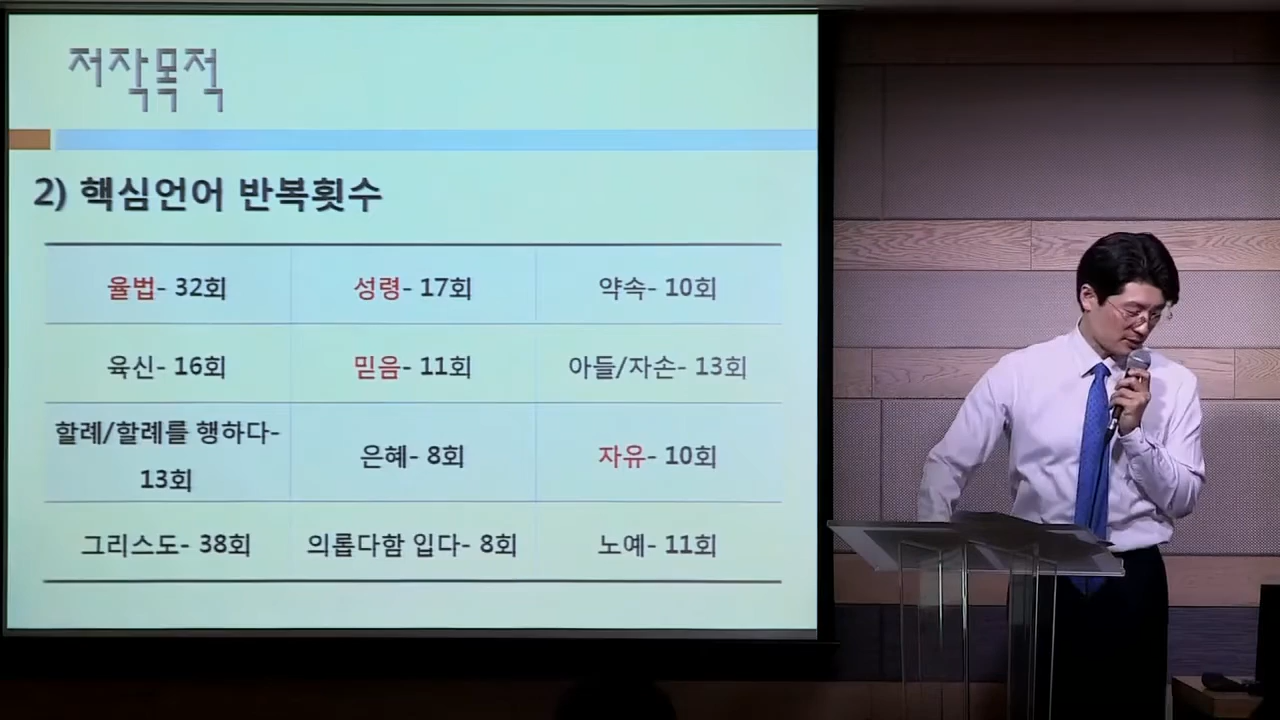 저작목적
2) 핵심언어 반복횟수
율법- 32회
성령- 17회
약속- 10회
육신- 16회
믿음- 11회
아들/자손- 13회
할례/할례를 행하다-
13회
은혜- 8회
자유- 10회
그리스도- 38회
의롭다함 입다- 8회
노예- 11회